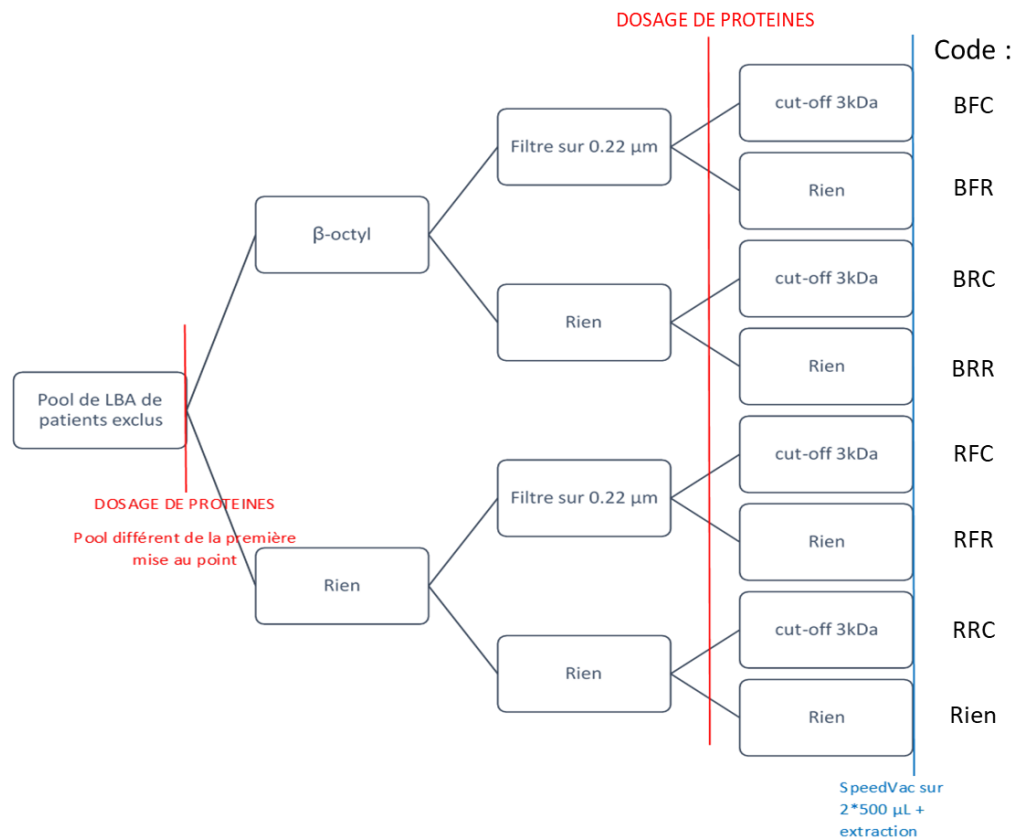 DOSAGE DE PROTEINES
Code :
cut-off 3kDa
BFC
Filtre sur 0.22 µm
Rien
BFR
β-octyl
cut-off 3kDa
BRC
Rien
Rien
BRR
Pool de LBA de
patients exclus
cut-off 3kDa
RFC
Filtre sur 0.22 µm
DOSAGE DE PROTEINES
Pool différent de la première
mise au point
Rien
RFR
Rien
cut-off 3kDa
RRC
Rien
Rien
Rien
SpeedVac sur
2*500 µL +
extraction